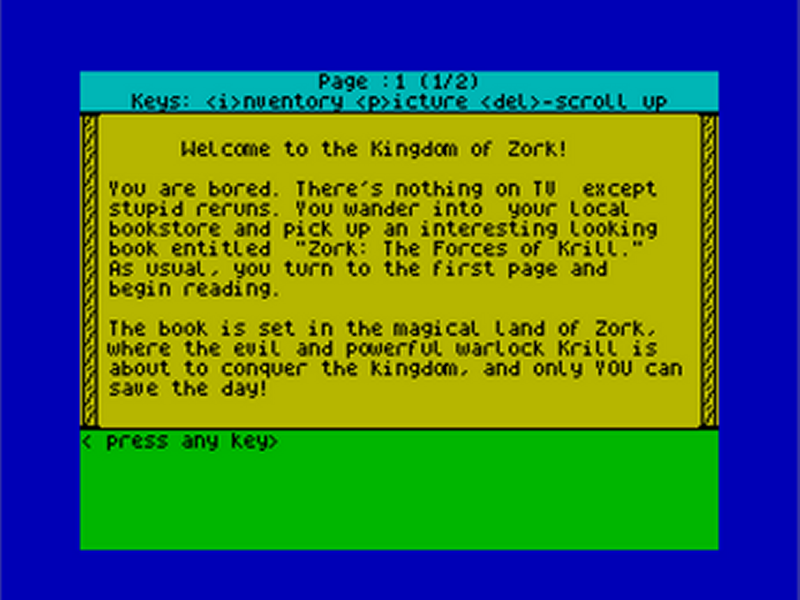 Page :1 (1/2)
Keys: <i>nventory <p>icture <del>-scroll up
Welcome to the Kingdom of Zork!
You are bored. There's nothing on TV  except
stupid reruns. You wander into  your local
bookstore and pick up an interesting looking
book entitled  "Zork: The Forces of Krill."
As usual, you turn to the first page and
begin reading.
The book is set in the magical land of Zork,
where the evil and powerful warlock Krill is
about to conquer the kingdom, and only YOU can
save the day!
< press any key>